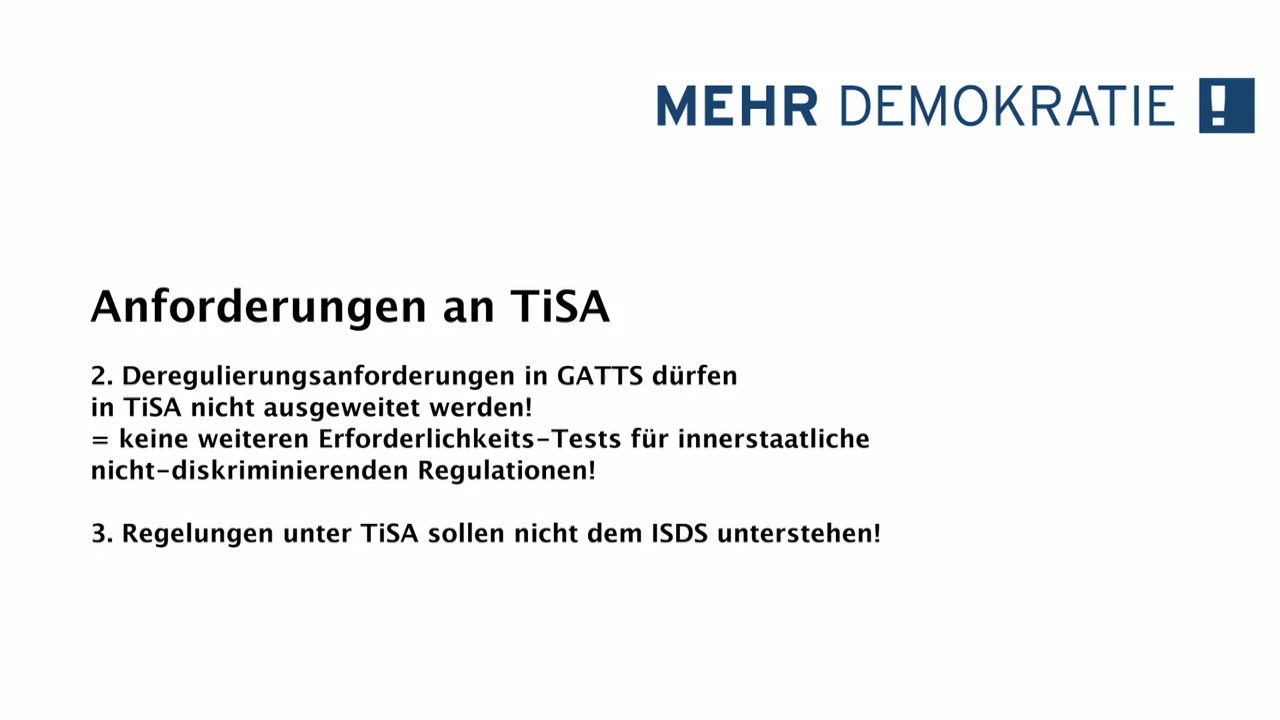 MEHR DEMOKRATIE !
Anforderungen an TiSA
2. Deregulierungsanforderungen in GATTS dürfen
in TiSA nicht ausgeweitet werden!
= keine weiteren Erforderlichkeits-Tests für innerstaatliche
nicht-diskriminierenden Regulationen!
3. Regelungen unter TiSA sollen nicht dem ISDS unterstehen!